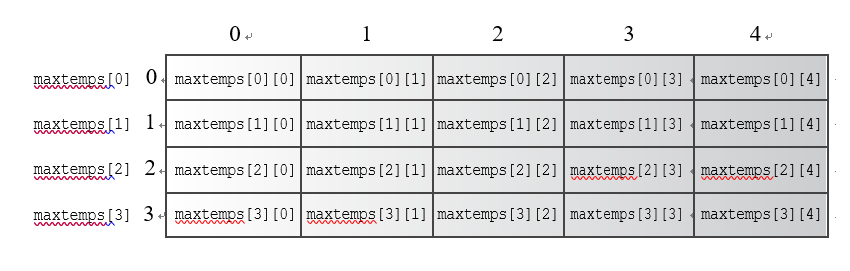 0 1 2 3 4
maxtemps[0] 0 maxtemps[0][0] maxtemps[0][1] maxtemps[0][2] maxtemps[0][3] maxtemps[0][4]
maxtemps[1] 1 maxtemps[1][0] maxtemps[1][1] maxtemps[1][2] maxtemps[1][3] maxtemps[1][4]
maxtemps[2] 2 maxtemps[2][0] maxtemps[2][1] maxtemps[2][2] maxtemps[2][3] maxtemps[2][4]
maxtemps[3] 3 maxtemps[3][0] maxtemps[3][1] maxtemps[3][2] maxtemps[3][3] maxtemps[3][4]